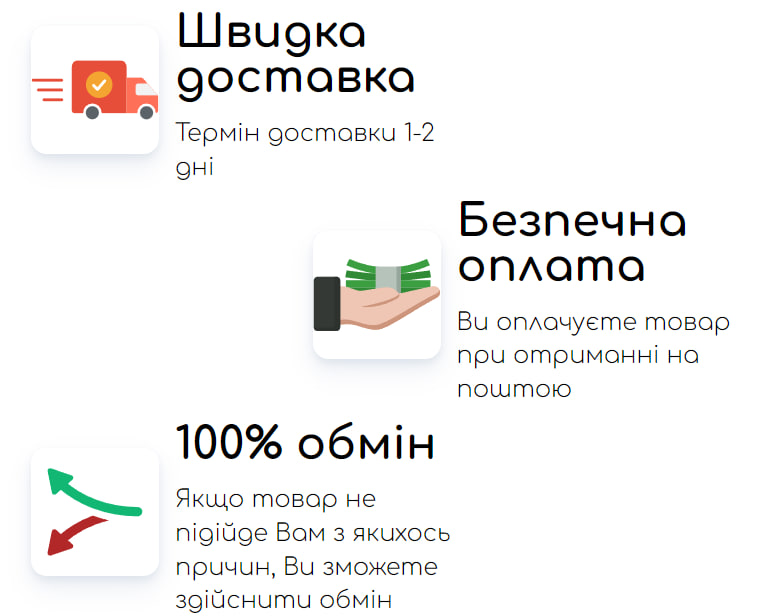 Швидка
доставка
Термін доставки 1-2
дні
Безпечна
оплата
Ви оплачуєте товар
при отриманні на
поштою
100% обмін
Якщо товар не
підійде Вам з якихось
причин, Ви зможете
здійснити обмін